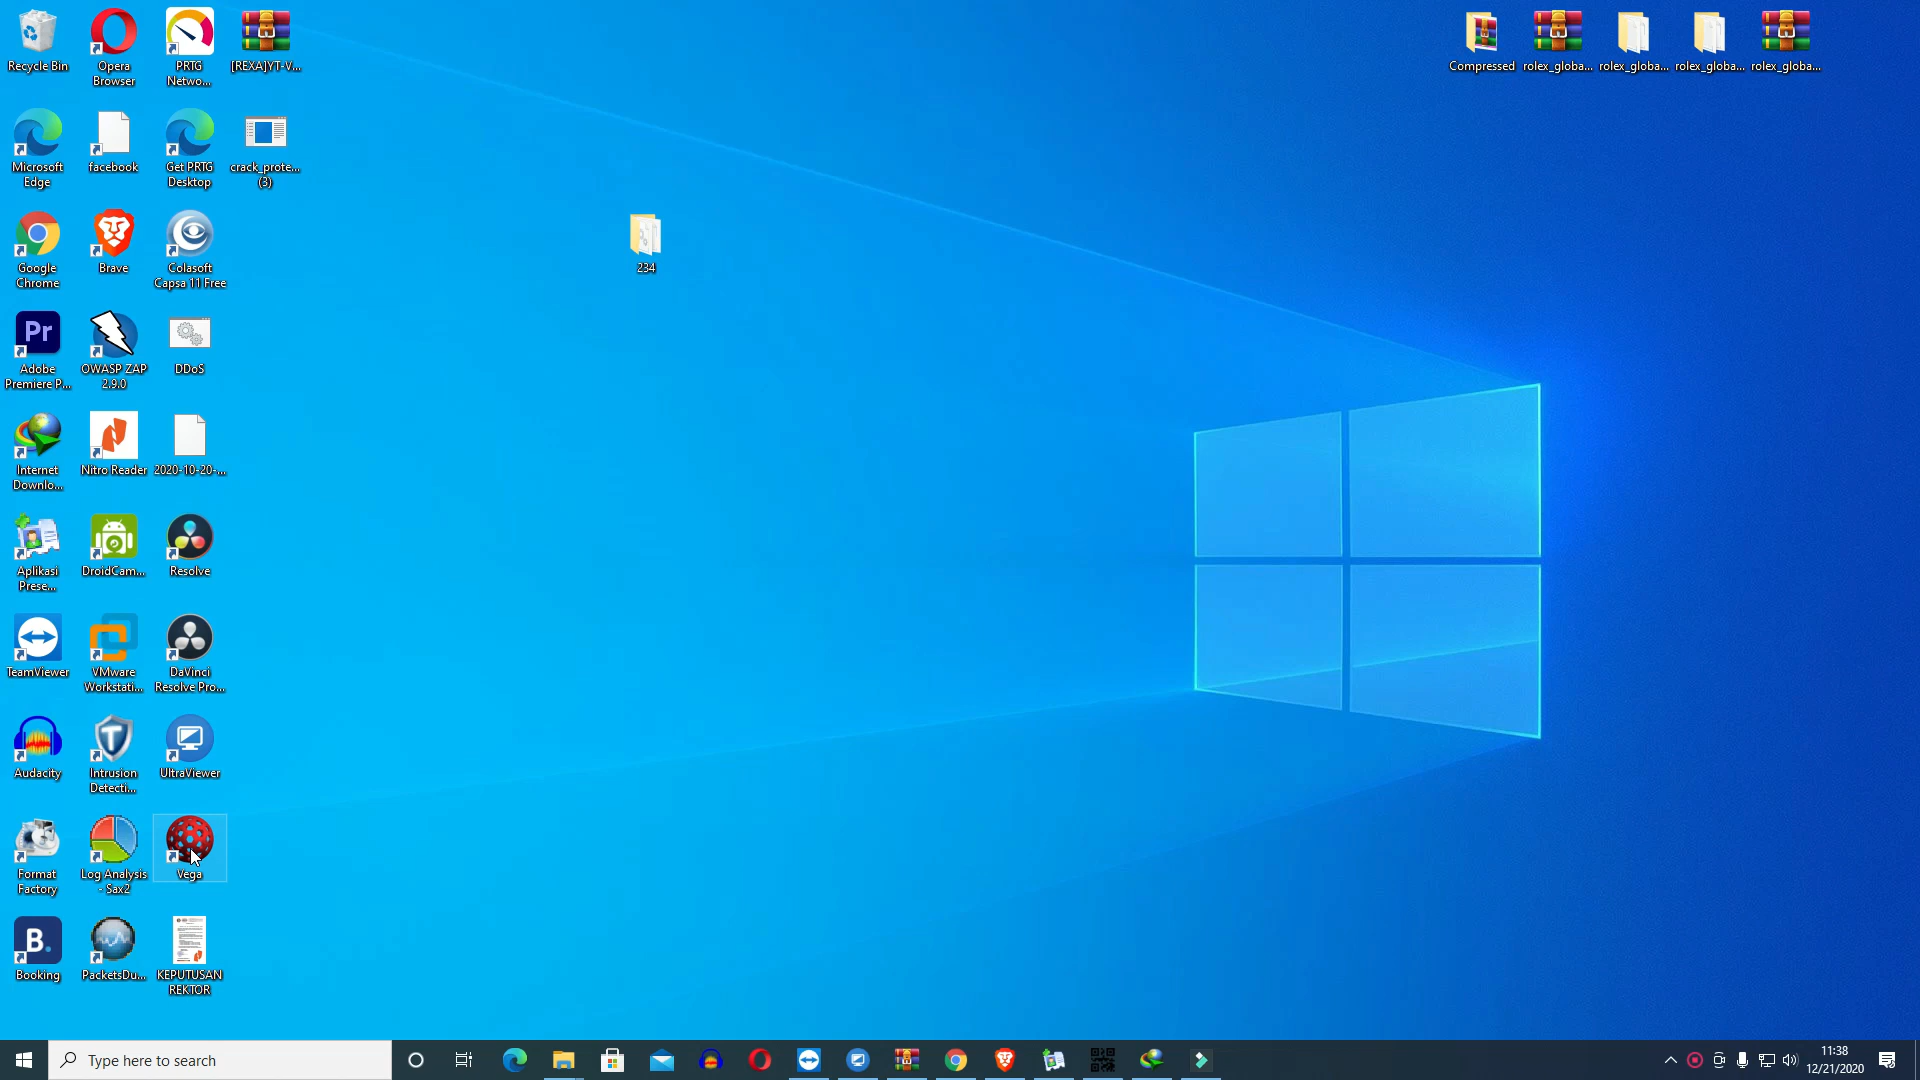 Recycle Bin
Opera
Browser
PRTG
Netwo...
[REXA]YT-V...
Compressed
rolex_globa...
rolex_globa...
rolex_globa...
rolex_globa...
Microsoft
Edge
facebook
Get PRTG
Desktop
crack_prote...
(3)
Google
Chrome
Brave
Colasoft
Capsa 11 Free
234
Pr
Adobe
Premiere P...
OWASP ZAP
2.9.0
DDoS
Internet
Downlo...
Nitro Reader
2020-10-20-...
Aplikasi
Prese...
DroidCam...
Resolve
TeamViewer
VMware
Workstati...
DaVinci
Resolve Pro...
Audacity
Intrusion
Detecti...
UltraViewer
Format
Factory
Log Analysis
- Sax2
Vega
B.
Booking
PacketsDu...
KEPUTUSAN
REKTOR
Type here to search
11:38
12/21/2020